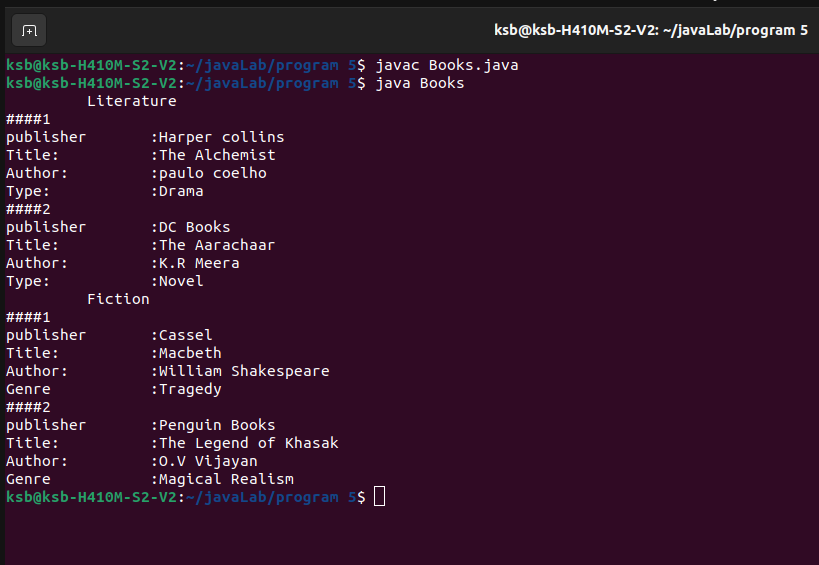 ksb@ksb-H410M-S2-V2: ~/javaLab/program 5
ksb@ksb-H410M-S2-V2:~/javaLab/program 5$ javac Books.java
ksb@ksb-H410M-S2-V2:~/javaLab/program 5$ java Books
Literature
####1
publisher :Harper collins
Title: :The Alchemist
Author: :paulo coelho
Type: :Drama
####2
publisher :DC Books
Title: :The Aarachaar
Author: :K.R Meera
Type: :Novel
Fiction
####1
publisher :Cassel
Title: :Macbeth
Author: :William Shakespeare
Genre :Tragedy
####2
publisher :Penguin Books
Title: :The Legend of Khasak
Author: :O.V Vijayan
Genre :Magical Realism
ksb@ksb-H410M-S2-V2:~/javaLab/program 5$